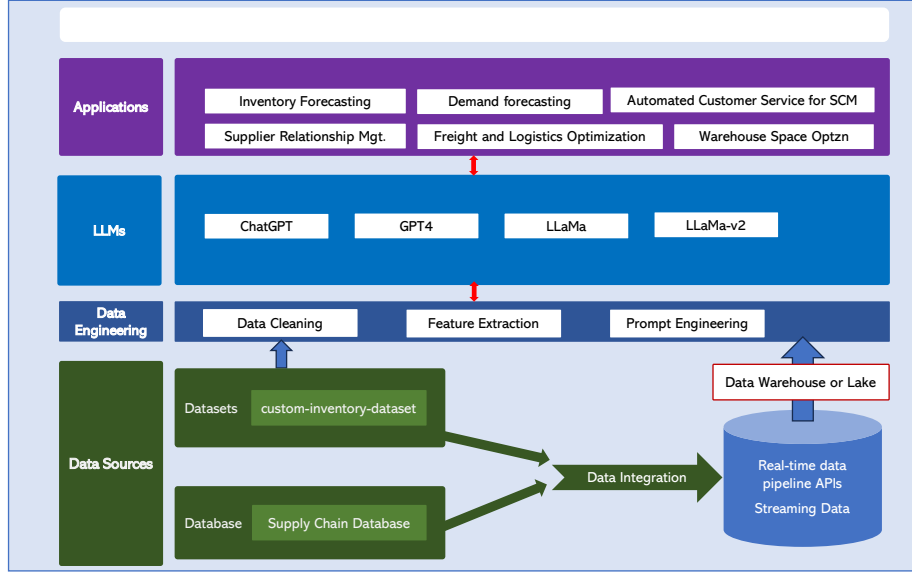 Applications
Inventory Forecasting
Demand forecasting
Automated Customer Service for SCM
Supplier Relationship Mgt.
Freight and Logistics Optimization
Warehouse Space Optzn
LLMs
ChatGPT
GPT4
LLaMa
LLaMa-v2
Data
Engineering
Data Cleaning
Feature Extraction
Prompt Engineering
Data Sources
Datasets
custom-inventory-dataset
Database
Supply Chain Database
Data Integration
Data Warehouse or Lake
Real-time data
pipeline APIs
Streaming Data